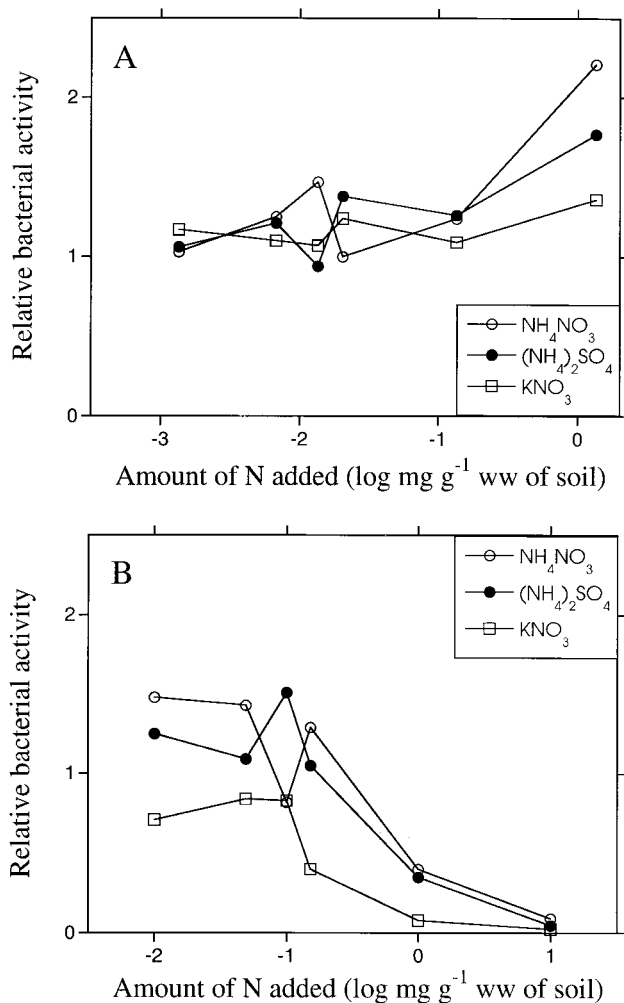 A
Relative bacterial activity
2
1
0
-3
-2
-1
0
NH₄NO₃
(NH₄)₂SO₄
KNO₃
Amount of N added (log mg g⁻¹ ww of soil)
B
Relative bacterial activity
2
1
0
-2
-1
0
1
NH₄NO₃
(NH₄)₂SO₄
KNO₃
Amount of N added (log mg g⁻¹ ww of soil)